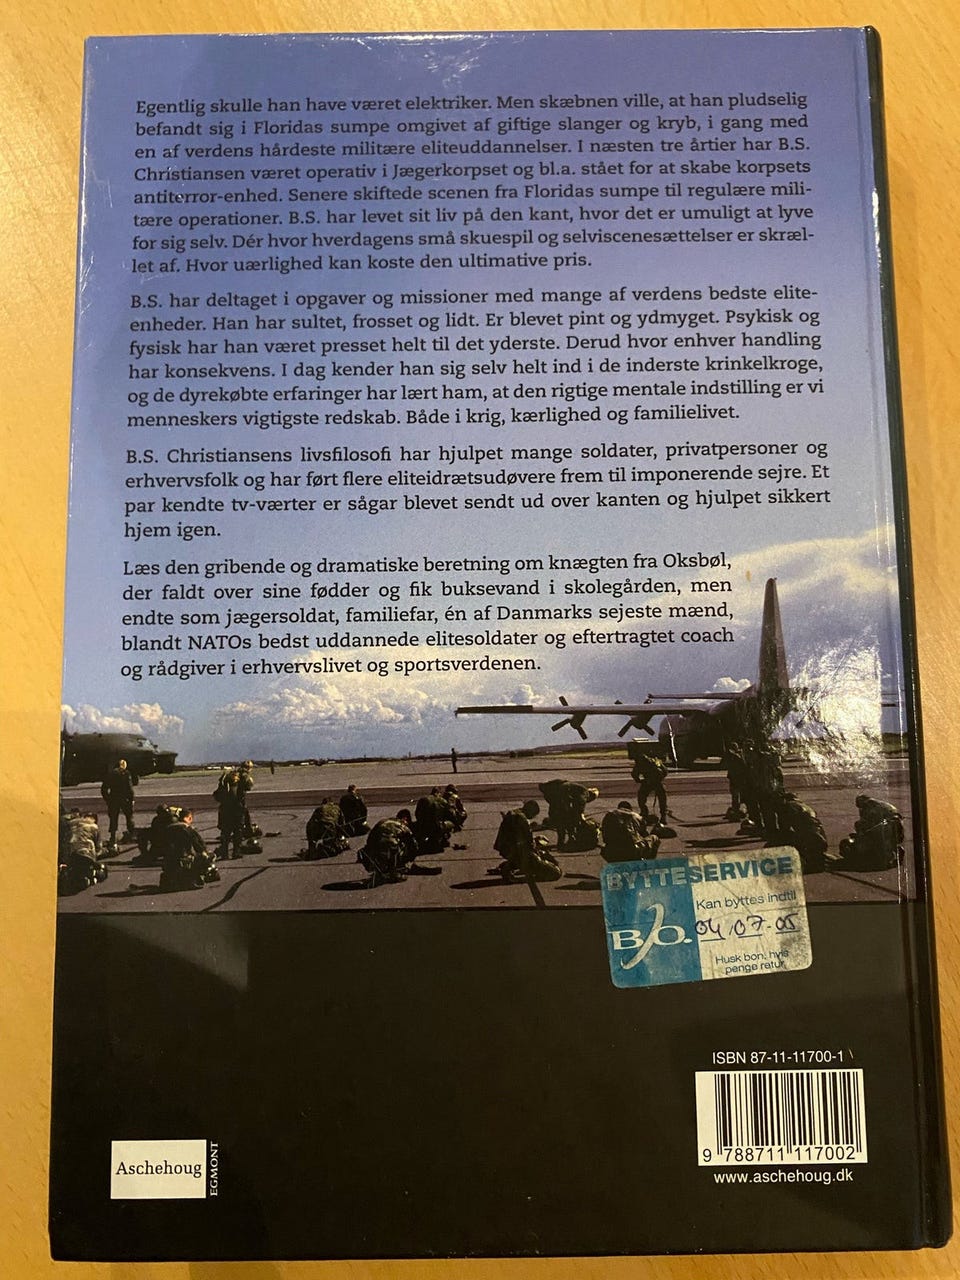 Egentlig skulle han have været elektriker. Men skæbnen ville, at han pludselig
befandt sig i Floridas sumpe omgivet af giftige slanger og kryb, i gang med
en af verdens hårdeste militære eliteuddannelser. I næsten tre årtier har B.S.
Christiansen været operativ i Jægerkorpset og bl.a. stået for at skabe korpsets
antiterror-enhed. Senere skiftede scenen fra Floridas sumpe til regulære mili-
tære operationer. B.S. har levet sit liv på den kant, hvor det er umuligt at lyve
for sig selv. Dér hvor hverdagens små skuespil og selviscenesættelser er skræl-
let af. Hvor uærlighed kan koste den ultimative pris.
B.S. har deltaget i opgaver og missioner med mange af verdens bedste elite-
enheder. Han har sultet, frosset og lidt. Er blevet pint og ydmyget. Psykisk og
fysisk har han været presset helt til det yderste. Derud hvor enhver handling
har konsekvens. I dag kender han sig selv helt ind i de inderste krinkelkroge,
og de dyrekøbte erfaringer har lært ham, at den rigtige mentale indstilling er vi
menneskers vigtigste redskab. Både i krig, kærlighed og familielivet.
B.S. Christiansens livsfilosofi har hjulpet mange soldater, privatpersoner og
erhvervsfolk og har ført flere eliteidrætsudøvere frem til imponerende sejre. Et
par kendte tv-værter er sågar blevet sendt ud over kanten og hjulpet sikkert
hjem igen.
Læs den gribende og dramatiske beretning om knægten fra Oksbøl,
der faldt over sine fødder og fik buksevand i skolegården, men
endte som jægersoldat, familiefar, én af Danmarks sejeste mænd,
blandt NATOs bedst uddannede elitesoldater og eftertragtet coach
og rådgiver i erhvervslivet og sportsverdenen.
BYTTESERVICE
Kan byttes indtil
B.O. 04.07-05
Husk bon, hvis
penge retur
ISBN 87-11-11700-1
9 788711 117002
www.aschehoug.dk
Aschehoug
EGMONT